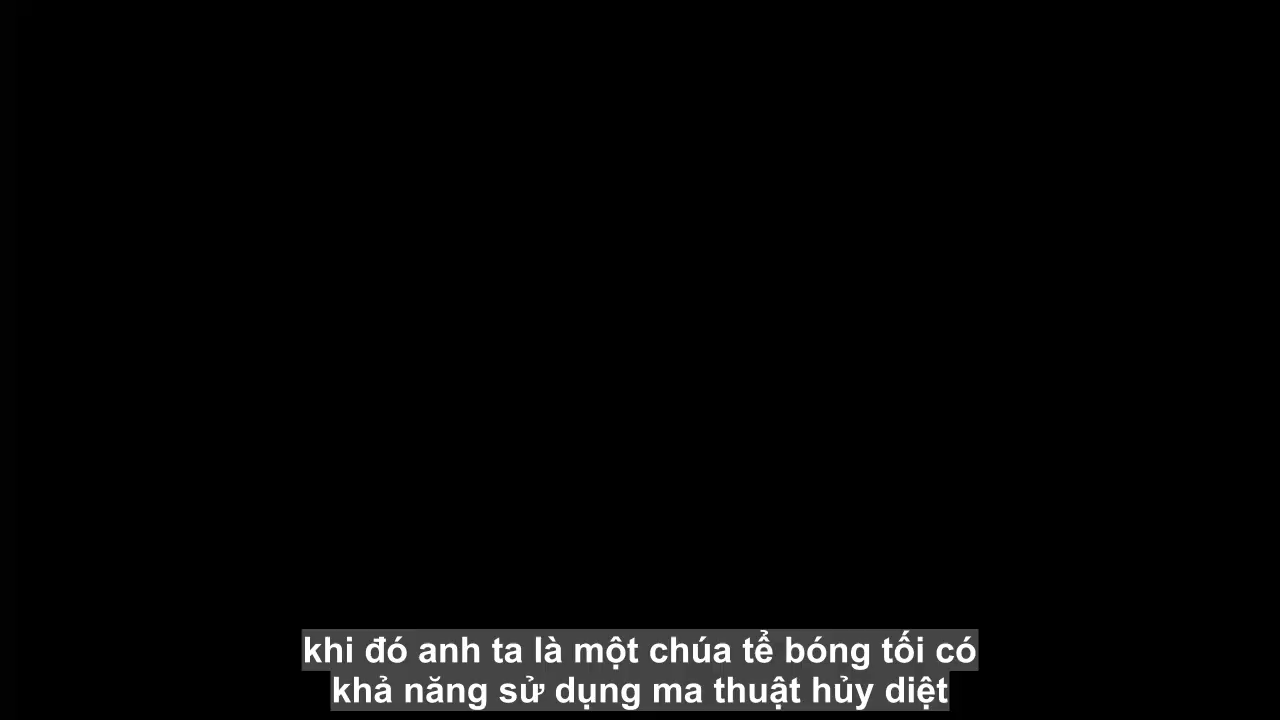 khi đó anh ta là một chúa tể bóng tối có
khả năng sử dụng ma thuật hủy diệt